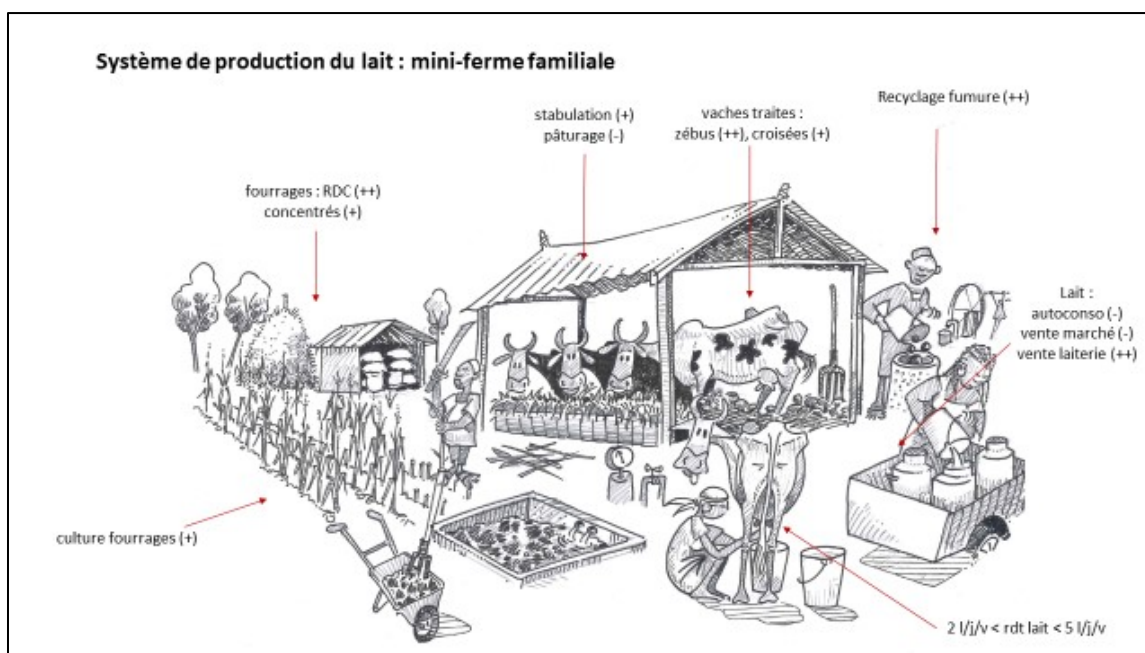 Système de production du lait : mini-ferme familiale
Recyclage fumure (++)
stabulation (+)
pâturage (-)
vaches traites :
zébus (++), croisées (+)
fourrages : RDC (++)
concentrés (+)
Lait :
autoconso (-)
vente marché (-)
vente laiterie (++)
culture fourrages (+)
2 l/j/v < rdt lait < 5 l/j/v